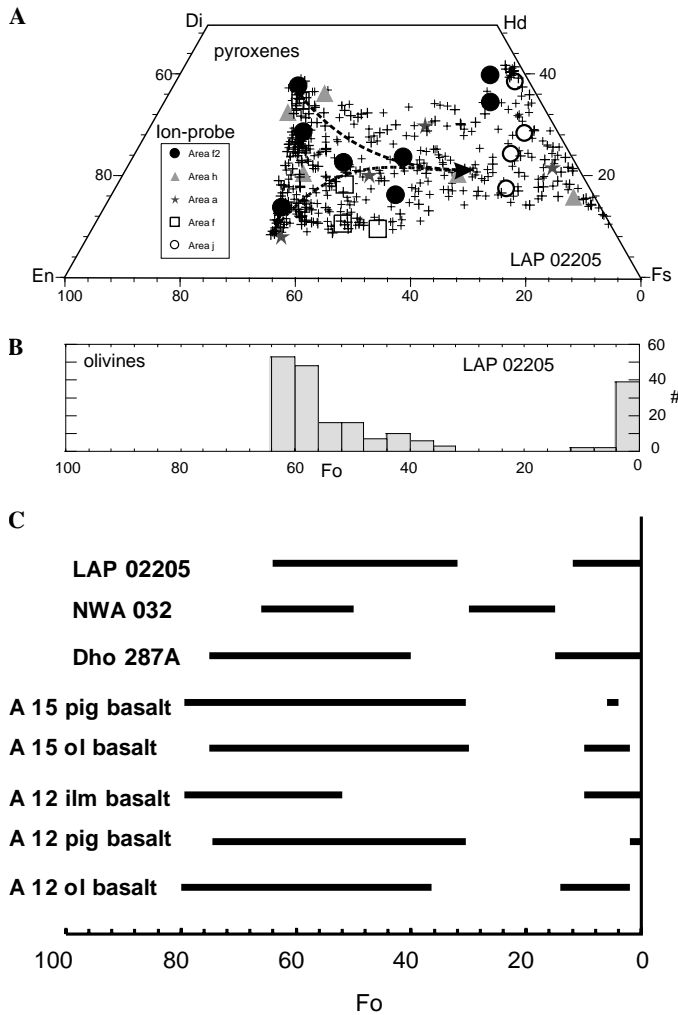 A
Di
Hd
pyroxenes
60
40
Ion-probe
Area f2
Area h
Area a
Area f
Area j
80
20
LAP 02205
En
Fs
100
80
60
40
20
0
B
olivines
LAP 02205
60
40
20
0
#
100
80
60
40
20
0
Fo
C
LAP 02205
NWA 032
Dho 287A
A 15 pig basalt
A 15 ol basalt
A 12 ilm basalt
A 12 pig basalt
A 12 ol basalt
100
80
60
40
20
0
Fo